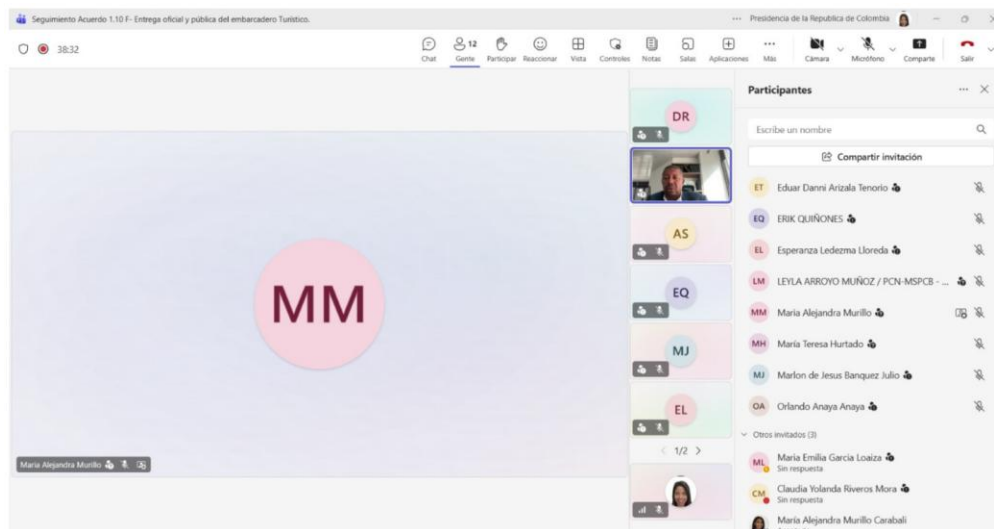 Seguimiento Acuerdo 1.10 F- Entrega oficial y pública del embarcadero Turístico.
Presidencia de la Republica de Colombia
38:32
12
Chat Gente Participar Reaccionar Vista Controles Notas Salas Aplicaciones Más Cámara Micrófono Comparte Salir
Participantes
Escribe un nombre
Compartir invitación
DR
AS
EQ
MJ
EL
1/2
MM
Maria Alejandra Murillo
ET Eduar Danni Arizala Tenorio
EQ ERIK QUIÑONES
EL Esperanza Ledezma Lloreda
LM LEYLA ARROYO MUÑOZ / PCN-MSPCB - ...
MM Maria Alejandra Murillo
MH María Teresa Hurtado
MJ Marlon de Jesus Banquez Julio
OA Orlando Anaya Anaya
Otros invitados (3)
ML Maria Emilia Garcia Loaiza
Sin respuesta
CM Claudia Yolanda Riveros Mora
Sin respuesta
María Alejandra Murillo Carabali